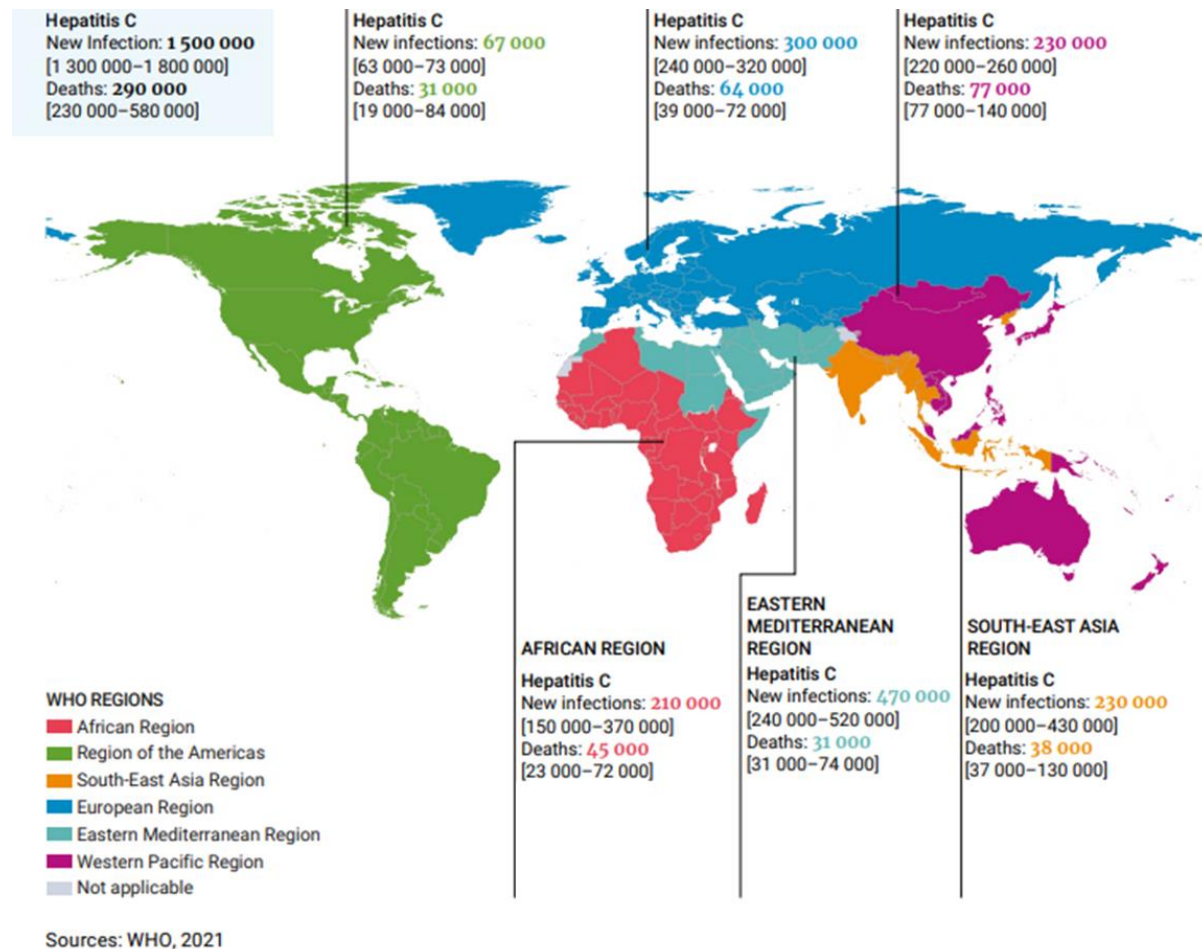 Hepatitis C
New Infection: 1 500 000
[1 300 000–1 800 000]
Deaths: 290 000
[230 000–580 000]
Hepatitis C
New infections: 67 000
[63 000–73 000]
Deaths: 31 000
[19 000–84 000]
Hepatitis C
New infections: 300 000
[240 000–320 000]
Deaths: 64 000
[39 000–72 000]
Hepatitis C
New infections: 230 000
[220 000–260 000]
Deaths: 77 000
[77 000–140 000]
AFRICAN REGION
Hepatitis C
New infections: 210 000
[150 000–370 000]
Deaths: 45 000
[23 000–72 000]
EASTERN
MEDITERRANEAN
REGION
Hepatitis C
New infections: 470 000
[240 000–520 000]
Deaths: 31 000
[31 000–74 000]
SOUTH-EAST ASIA
REGION
Hepatitis C
New infections: 230 000
[200 000–430 000]
Deaths: 38 000
[37 000–130 000]
WHO REGIONS
African Region
Region of the Americas
South-East Asia Region
European Region
Eastern Mediterranean Region
Western Pacific Region
Not applicable
Sources: WHO, 2021